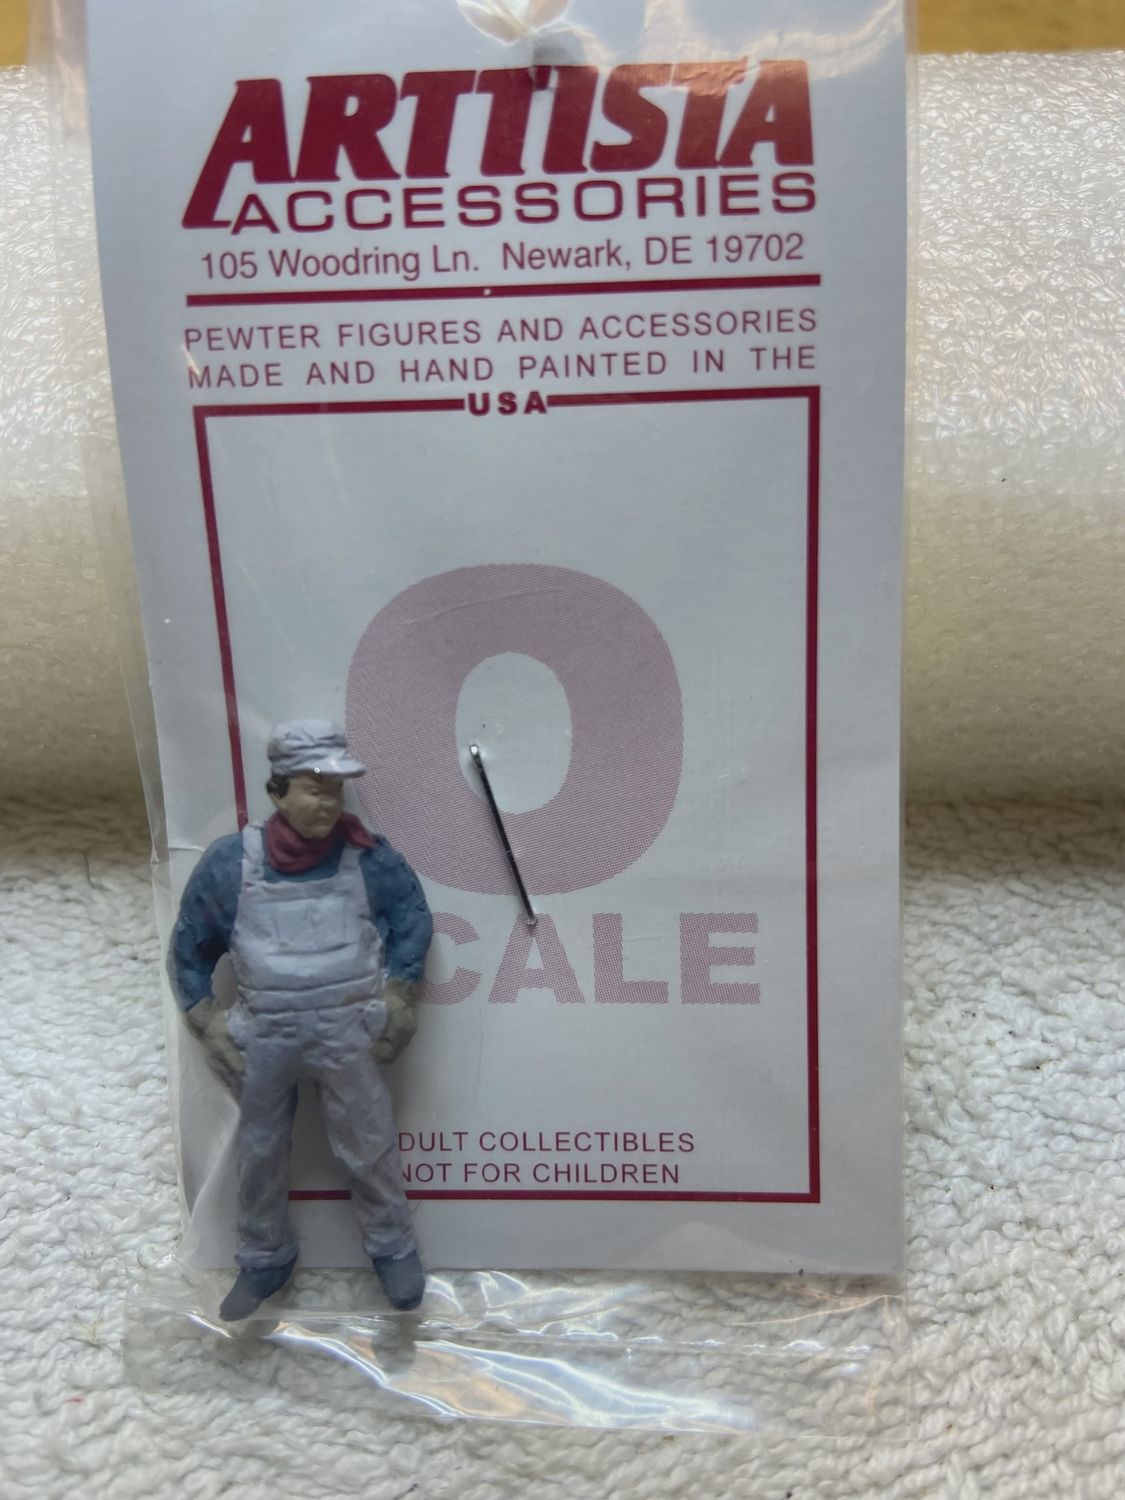 ARTTISTA
ACCESSORIES
105 Woodring Ln. Newark, DE 19702
PEWTER FIGURES AND ACCESSORIES
MADE AND HAND PAINTED IN THE
USA
O
CALE
DULT COLLECTIBLES
NOT FOR CHILDREN